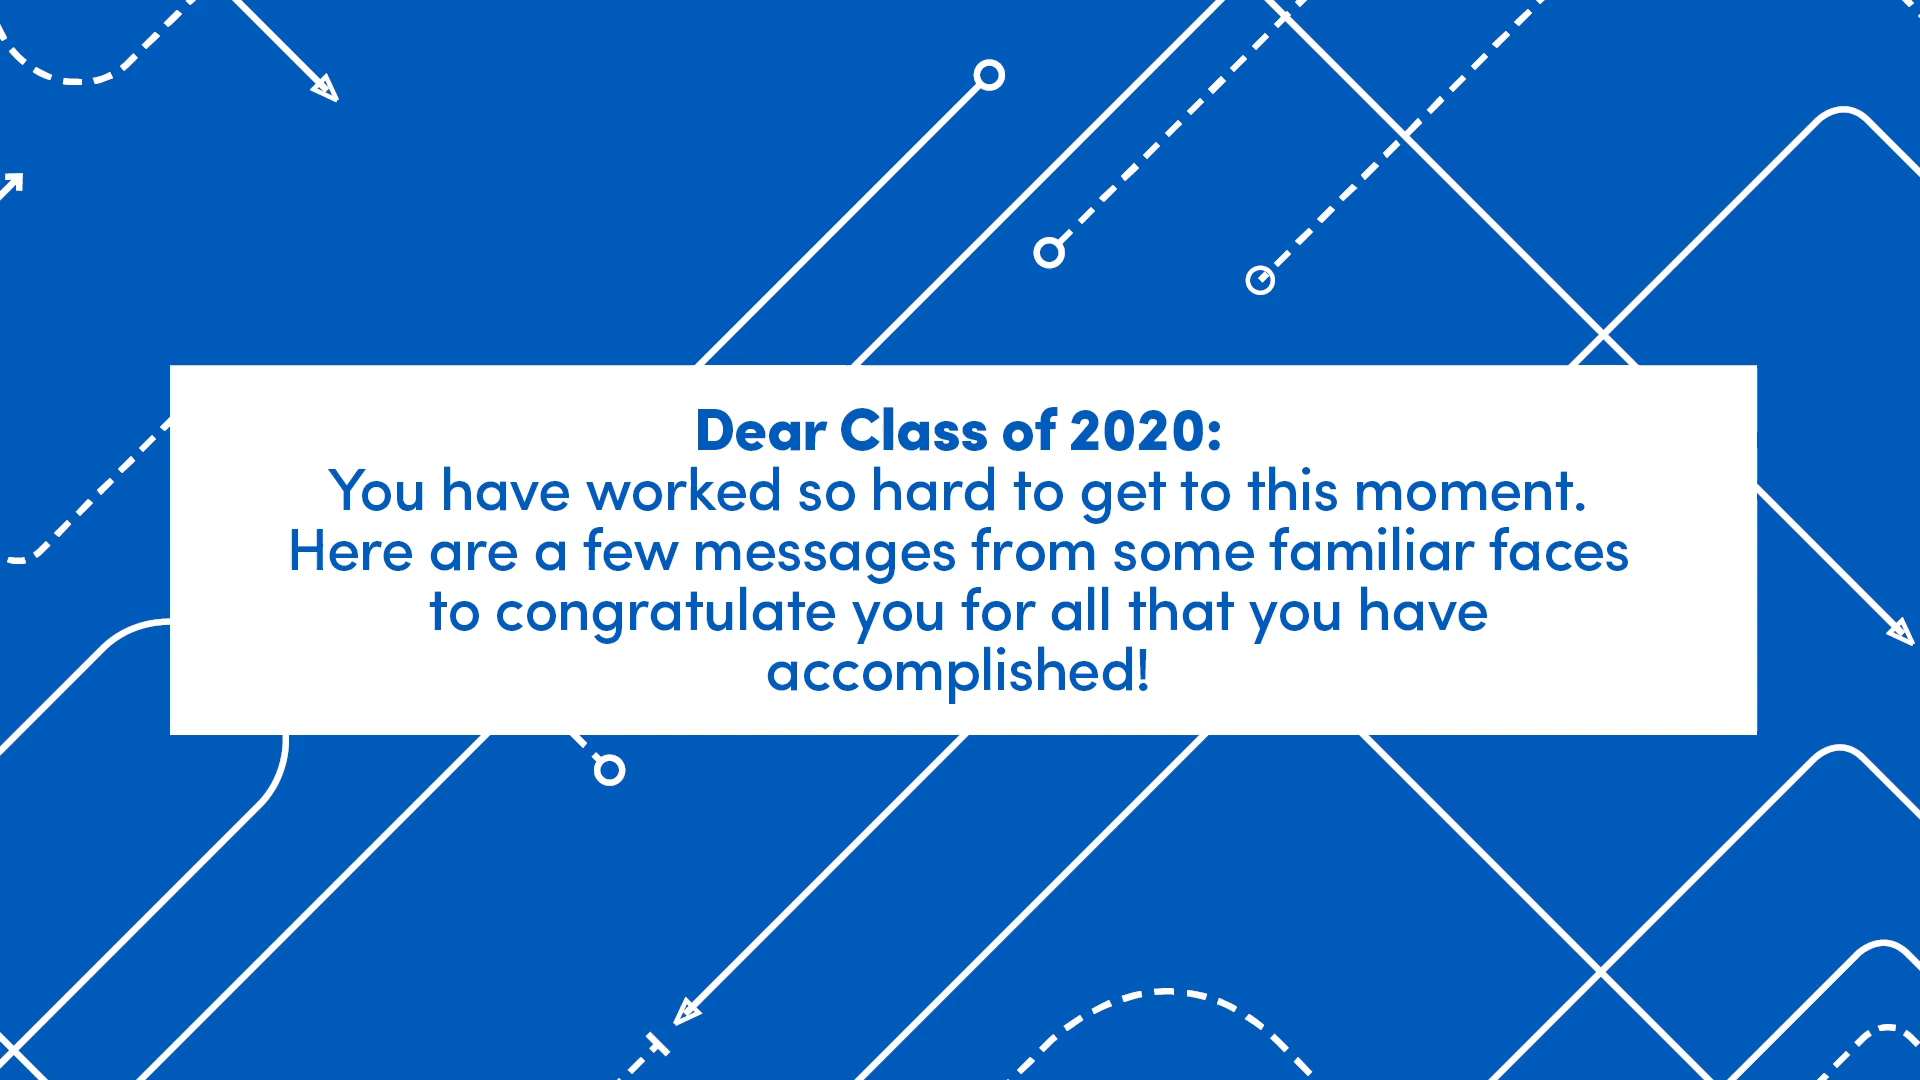 Dear Class of 2020:
You have worked so hard to get to this moment.
Here are a few messages from some familiar faces
to congratulate you for all that you have
accomplished!